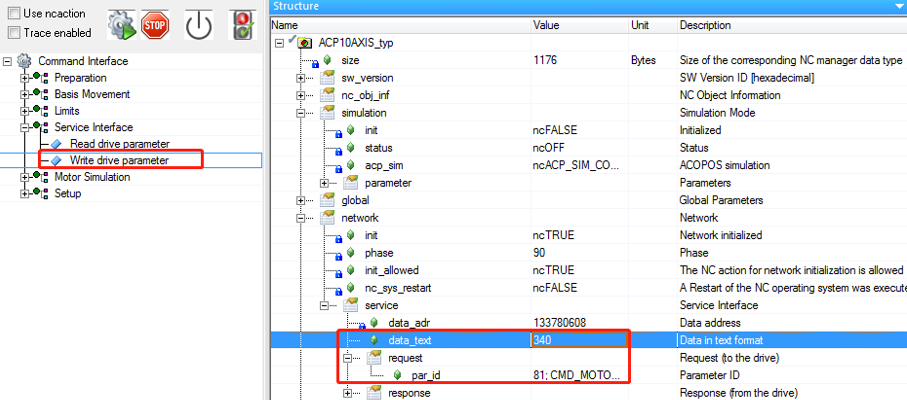 Use ncaction
Trace enabled
STOP
Command Interface
Preparation
Basis Movement
Limits
Service Interface
Read drive parameter
Write drive parameter
Motor Simulation
Setup
Structure
Name Value Unit Description
ACP10AXIS_typ
size 1176 Bytes Size of the corresponding NC manager data type
sw_version SW Version ID [hexadecimal]
nc_obj_inf NC Object Information
simulation Simulation Mode
init ncFALSE Initialized
status ncOFF Status
acp_sim ncACP_SIM_CO... ACOPOS simulation
parameter Parameters
global Global Parameters
network Network
init ncTRUE Network initialized
phase 90 Phase
init_allowed ncTRUE The NC action for network initialization is allowed
nc_sys_restart ncFALSE A Restart of the NC operating system was execute
service Service Interface
data_adr 133780608 Data address
data_text 340 Data in text format
request Request (to the drive)
par_id 81; CMD_MOTO... Parameter ID
response Response (from the drive)